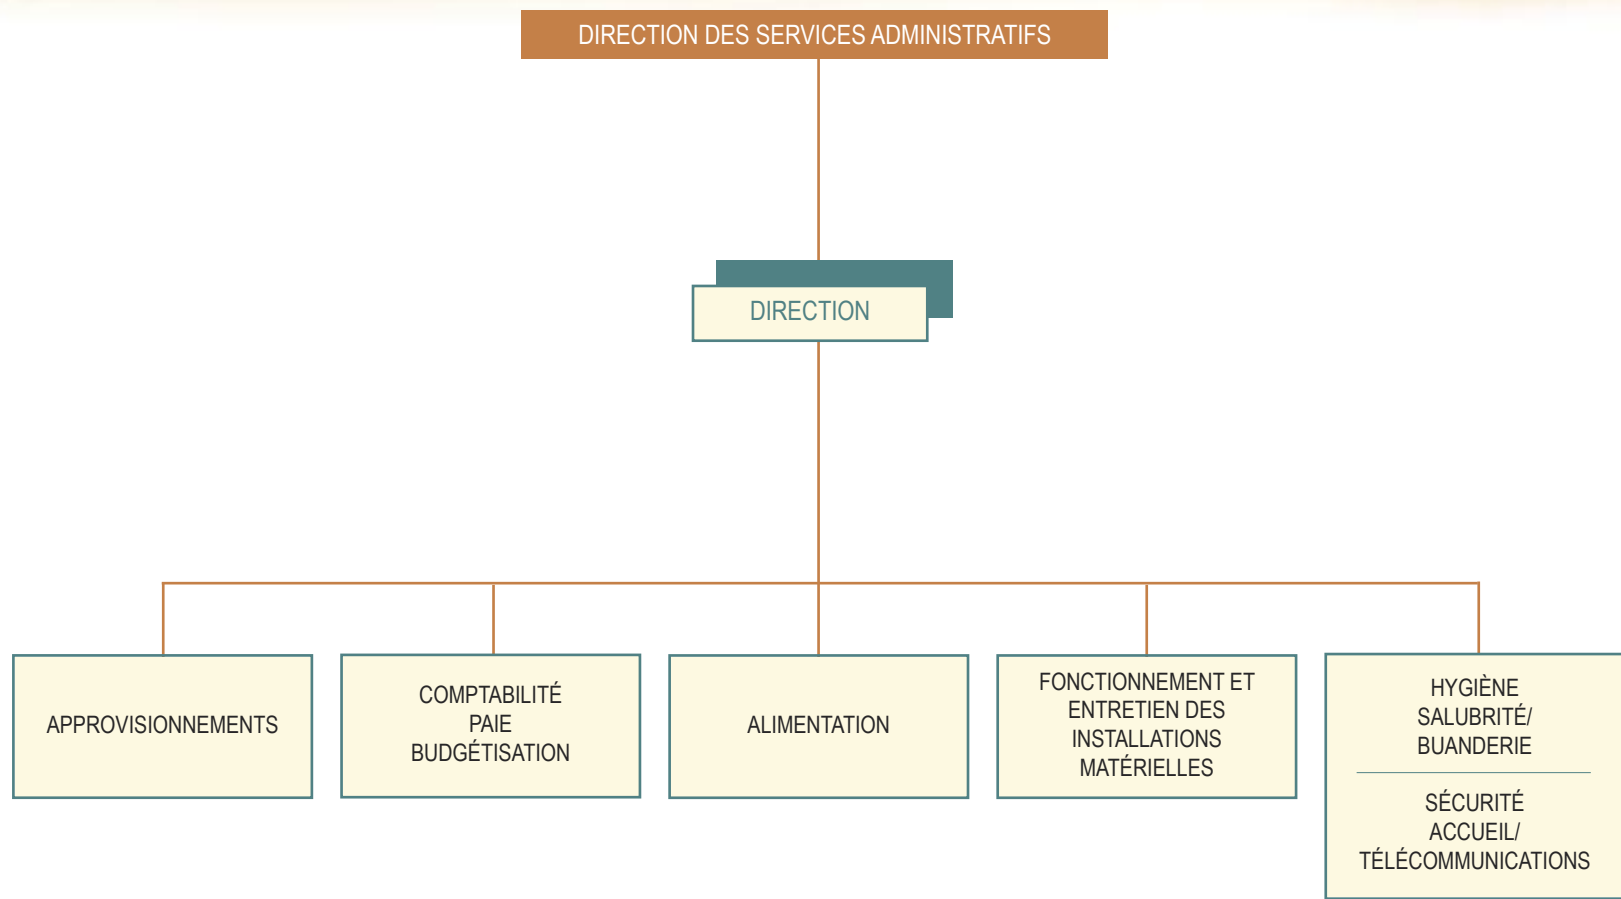 DIRECTION DES SERVICES ADMINISTRATIFS
DIRECTION
APPROVISIONNEMENTS
COMPTABILITÉ
PAIE
BUDGÉTISATION
ALIMENTATION
FONCTIONNEMENT ET
ENTRETIEN DES
INSTALLATIONS
MATÉRIELLES
HYGIÈNE
SALUBRITÉ/
BUANDERIE
SÉCURITÉ
ACCUEIL/
TÉLÉCOMMUNICATIONS